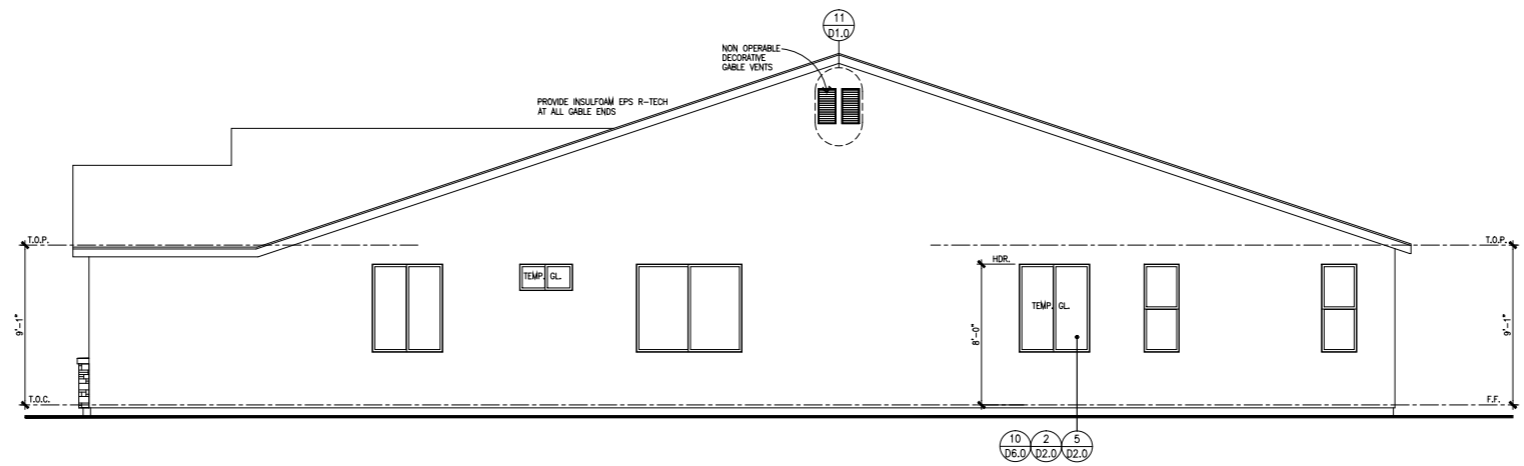 11
D1.0
NON OPERABLE
DECORATIVE
GABLE VENTS
PROVIDE INSULFOAM EPS R-TECH
AT ALL GABLE ENDS
T.O.P.
T.O.P.
HDR.
TEMP. GL.
TEMP. GL.
9'-1"
8'-0"
9'-1"
T.O.C.
F.F.
10
D6.0
2
D2.0
5
D2.0